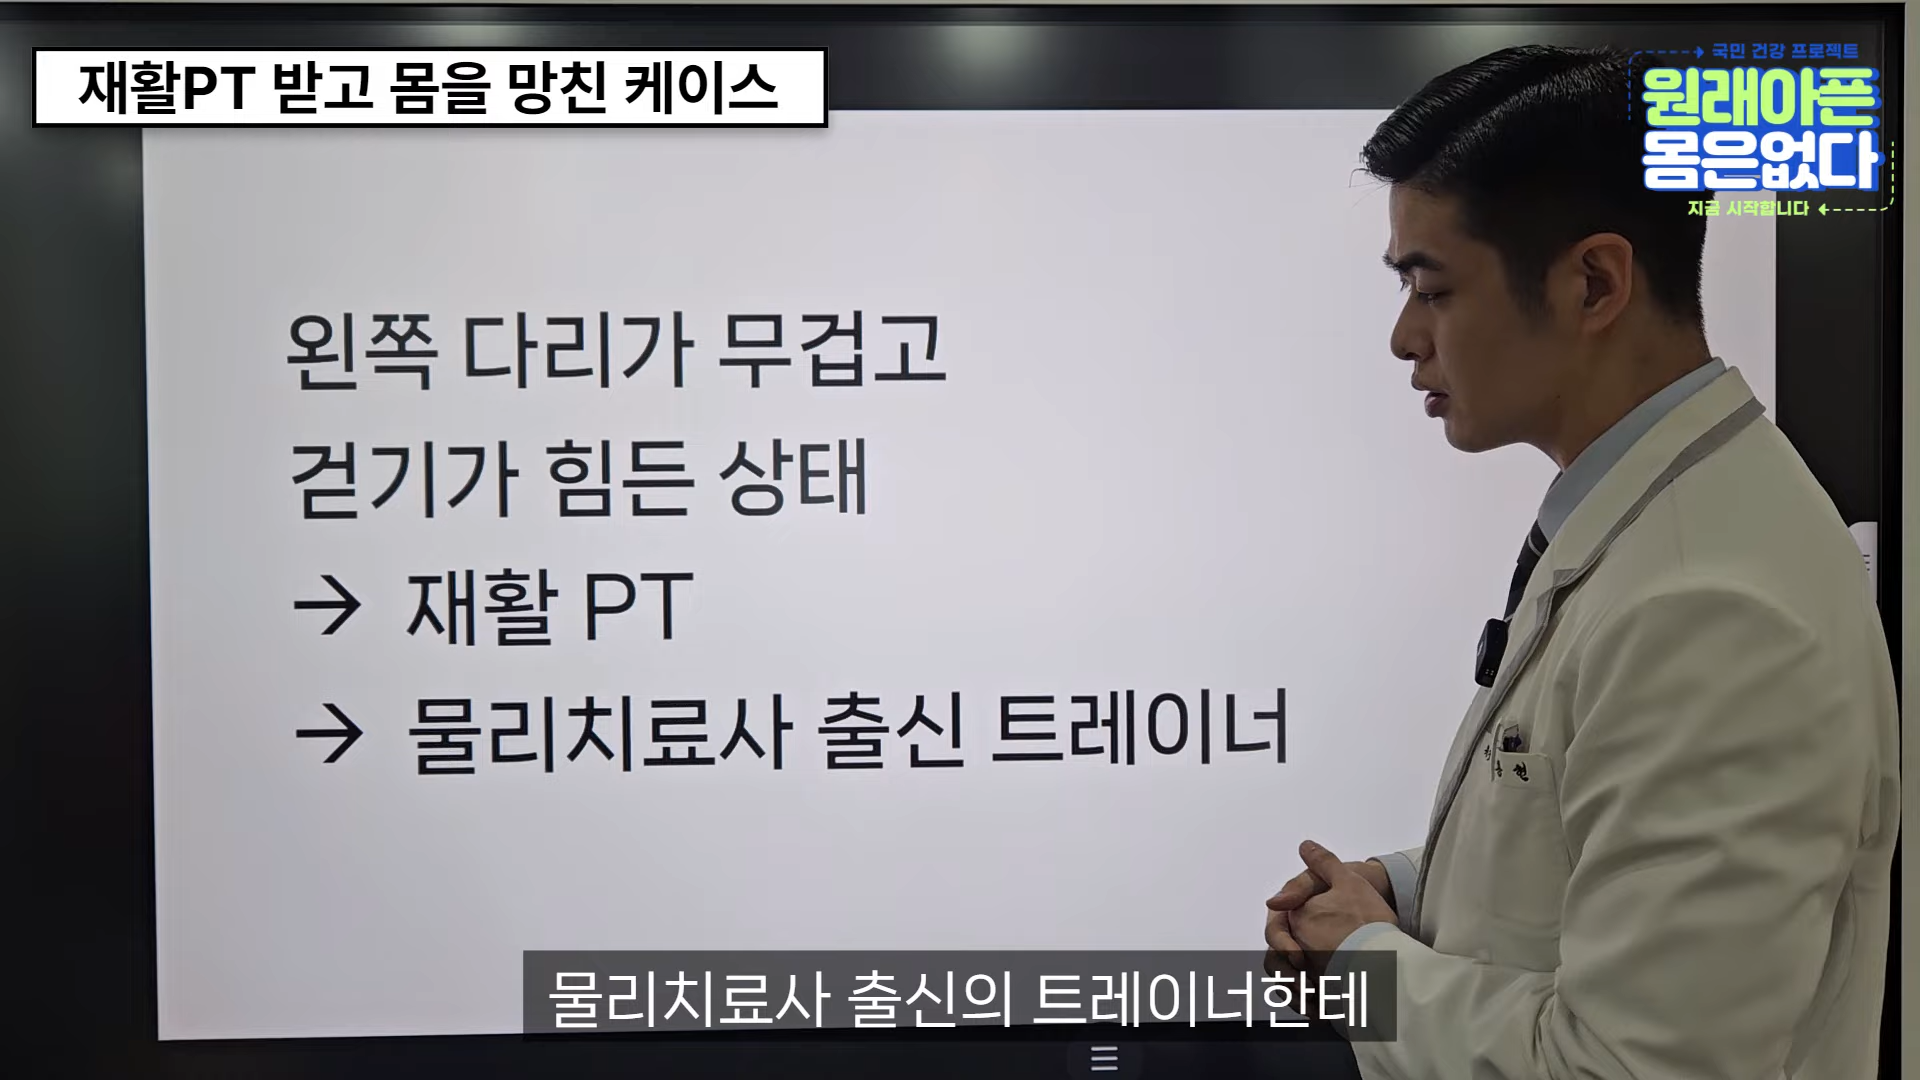 재활PT 받고 몸을 망친 케이스
국민 건강 프로젝트
원래아픈
몸은없다
지금 시작합니다
왼쪽 다리가 무겁고
걷기가 힘든 상태
→ 재활 PT
→ 물리치료사 출신 트레이너
물리치료사 출신의 트레이너한테